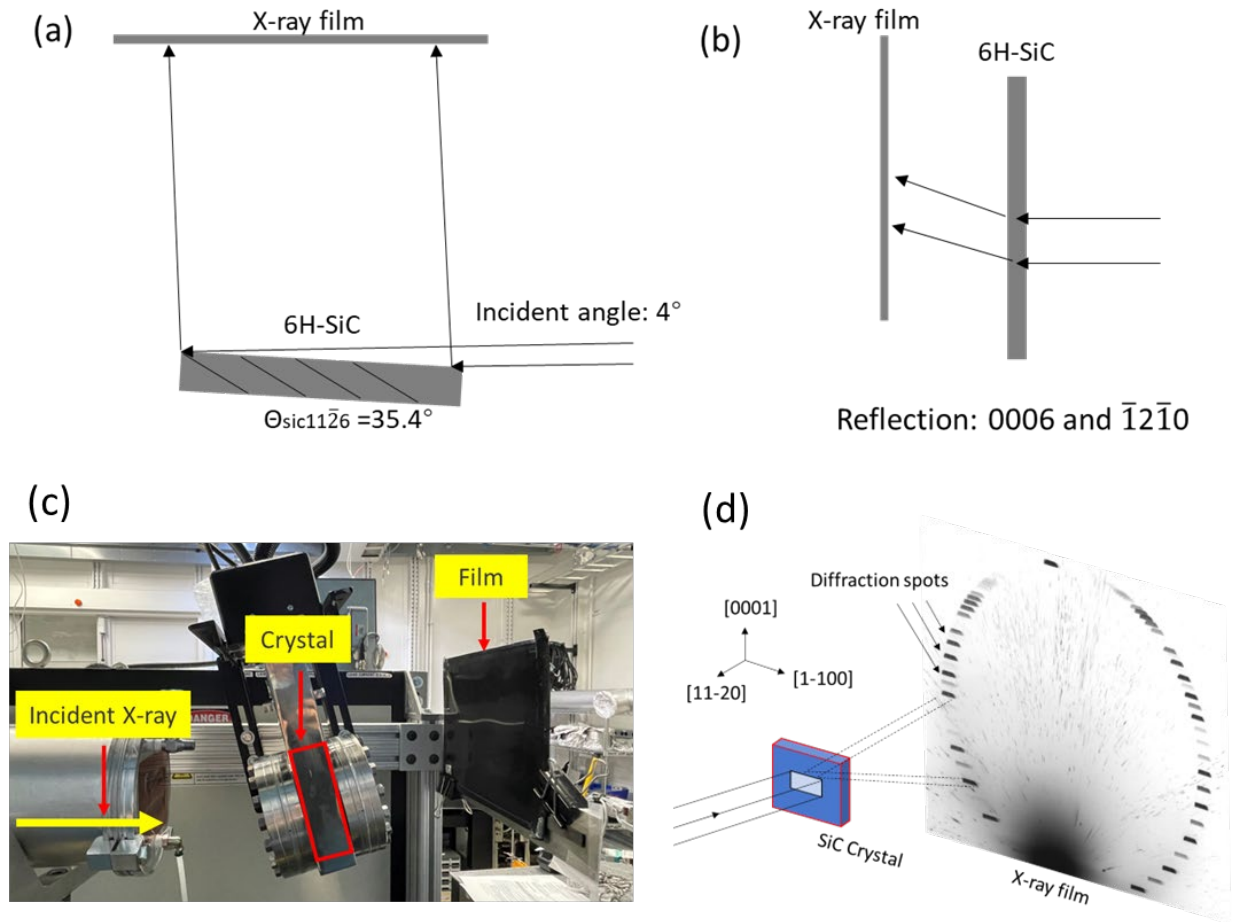 (a)
X-ray film
6H-SiC
Incident angle: 4°
Θsic112̄6 =35.4°
(b)
X-ray film
6H-SiC
Reflection: 0006 and 1̄21̄0
(c)
Film
Crystal
Incident X-ray
DANGER
(d)
Diffraction spots
[0001]
[11-20]
[1-100]
SiC Crystal
X-ray film